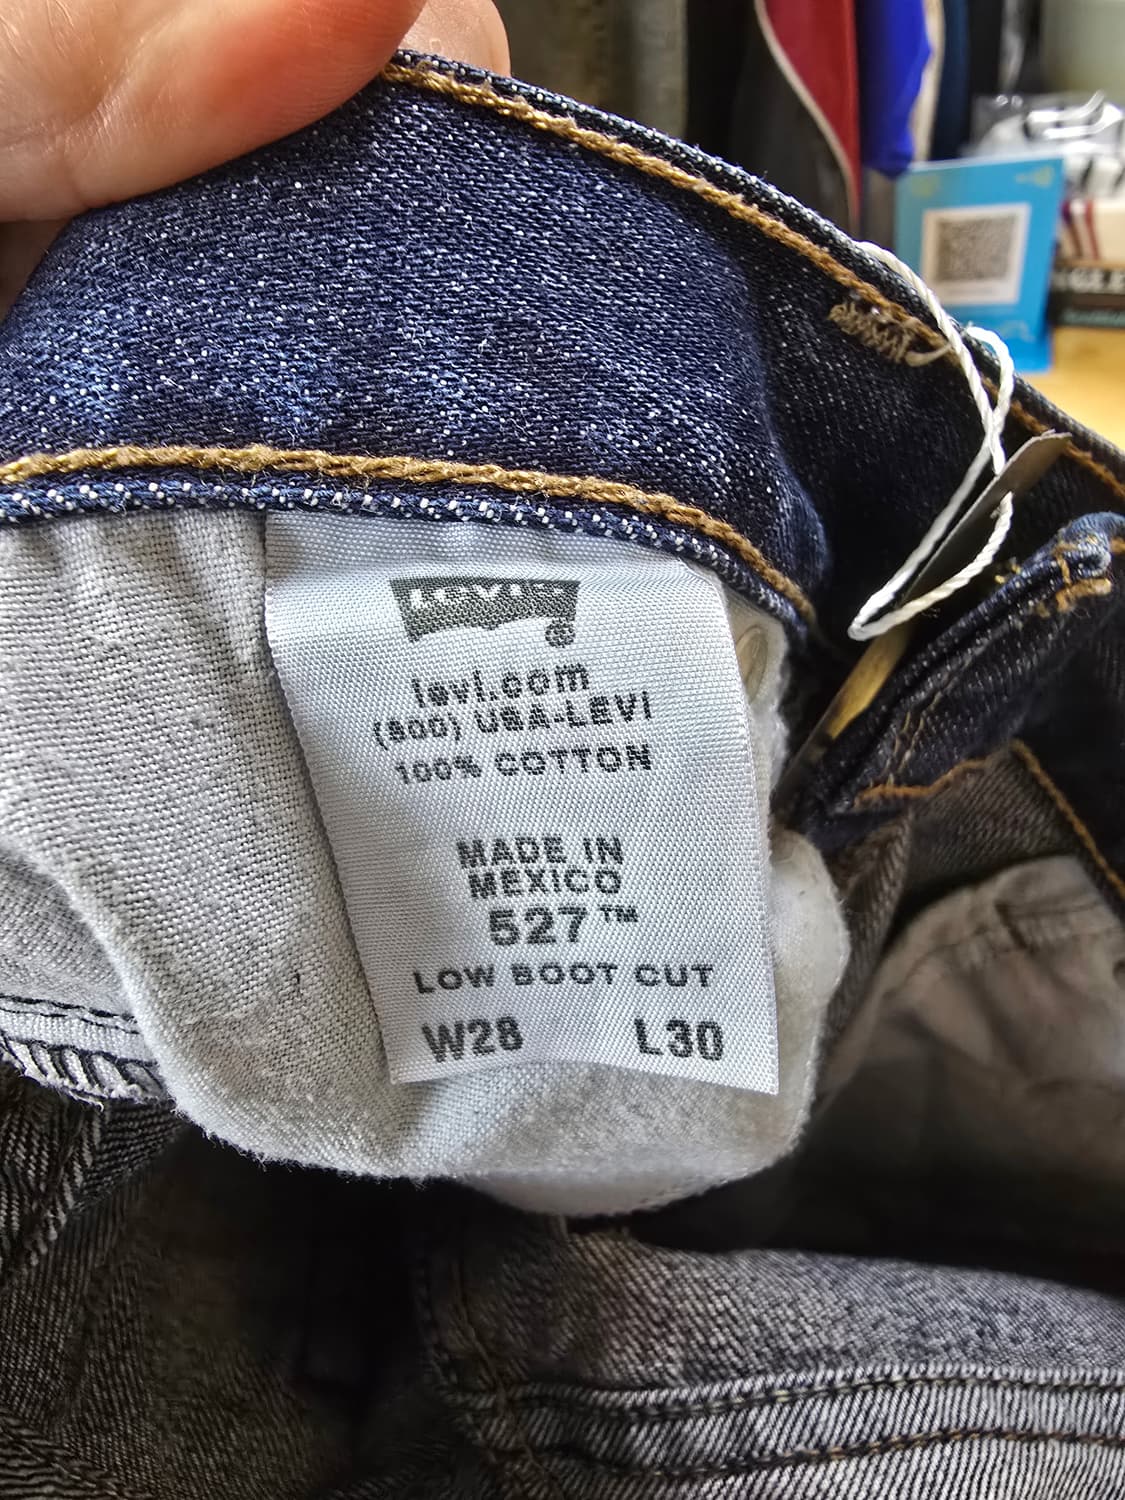 LEVI'S
®
levi.com
(800) USA-LEVI
100% COTTON
MADE IN
MEXICO
527™
LOW BOOT CUT
W28 L30